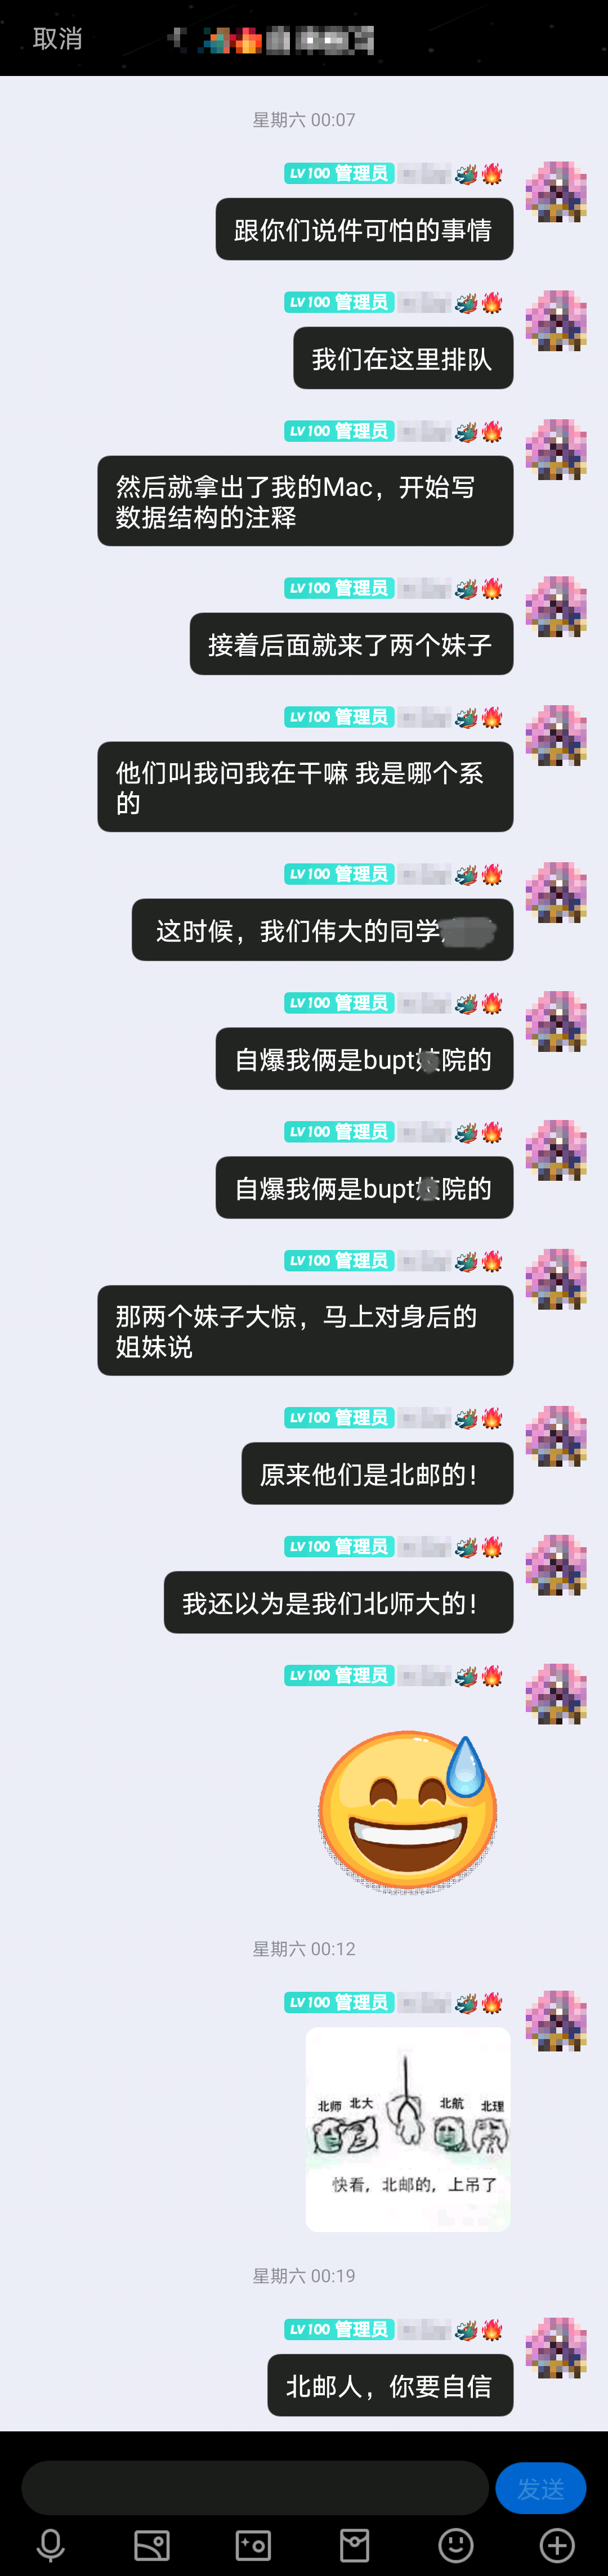 取消
星期六 00:07
LV100 管理员
跟你们说件可怕的事情
LV100 管理员
我们在这里排队
LV100 管理员
然后就拿出了我的Mac，开始写
数据结构的注释
LV100 管理员
接着后面就来了两个妹子
LV100 管理员
他们叫我问我在干嘛 我是哪个系
的
LV100 管理员
这时候，我们伟大的同学
LV100 管理员
自爆我俩是bupt院的
LV100 管理员
自爆我俩是bupt院的
LV100 管理员
那两个妹子大惊，马上对身后的
姐妹说
LV100 管理员
原来他们是北邮的！
LV100 管理员
我还以为是我们北师大的！
LV100 管理员
星期六 00:12
LV100 管理员
北师 北大 北航 北理
快看，北邮的，上吊了
星期六 00:19
LV100 管理员
北邮人，你要自信
发送